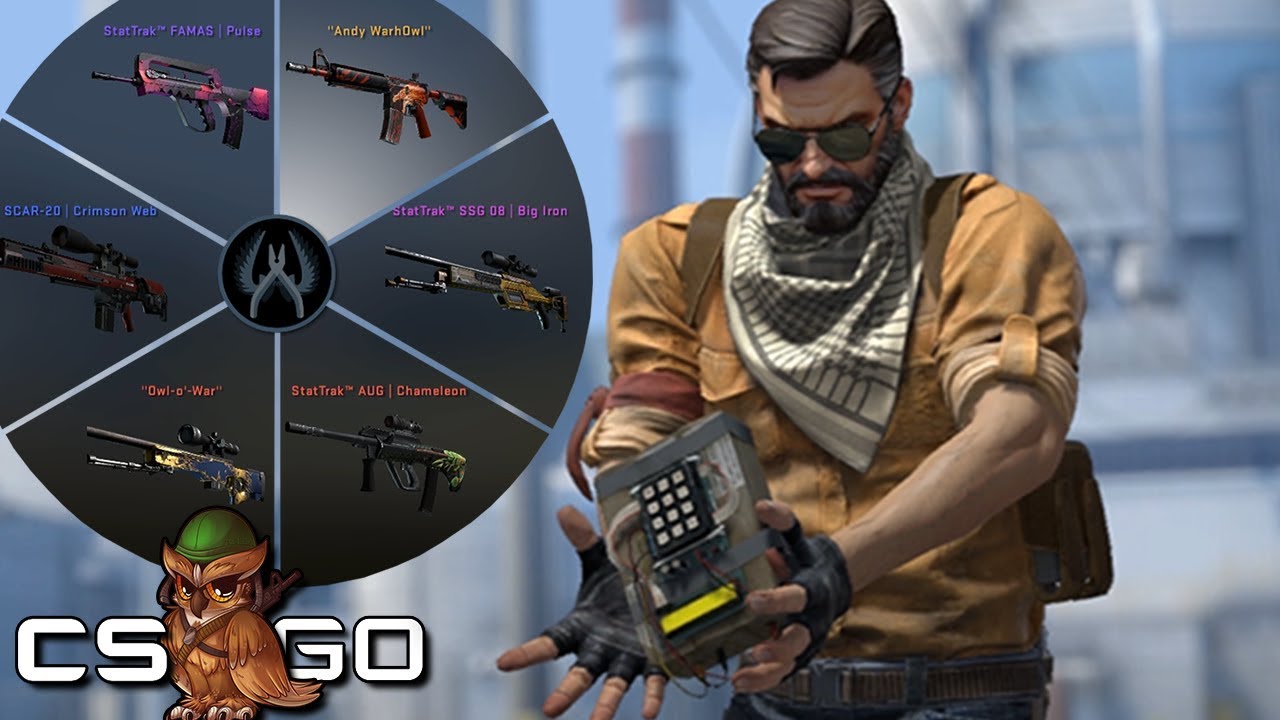 StatTrak™ FAMAS | Pulse
"Andy WarhOwl"
SCAR-20 | Crimson Web
StatTrak™ SSG 08 | Big Iron
"Owl-o'-War"
StatTrak™ AUG | Chameleon
CS GO